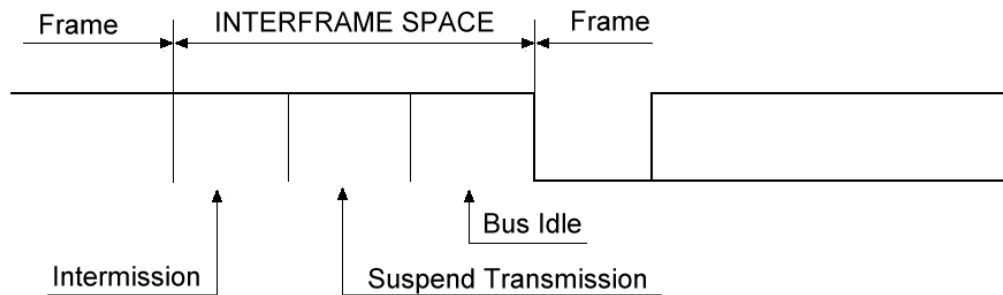 Frame
INTERFRAME SPACE
Frame
Bus Idle
Intermission
Suspend Transmission